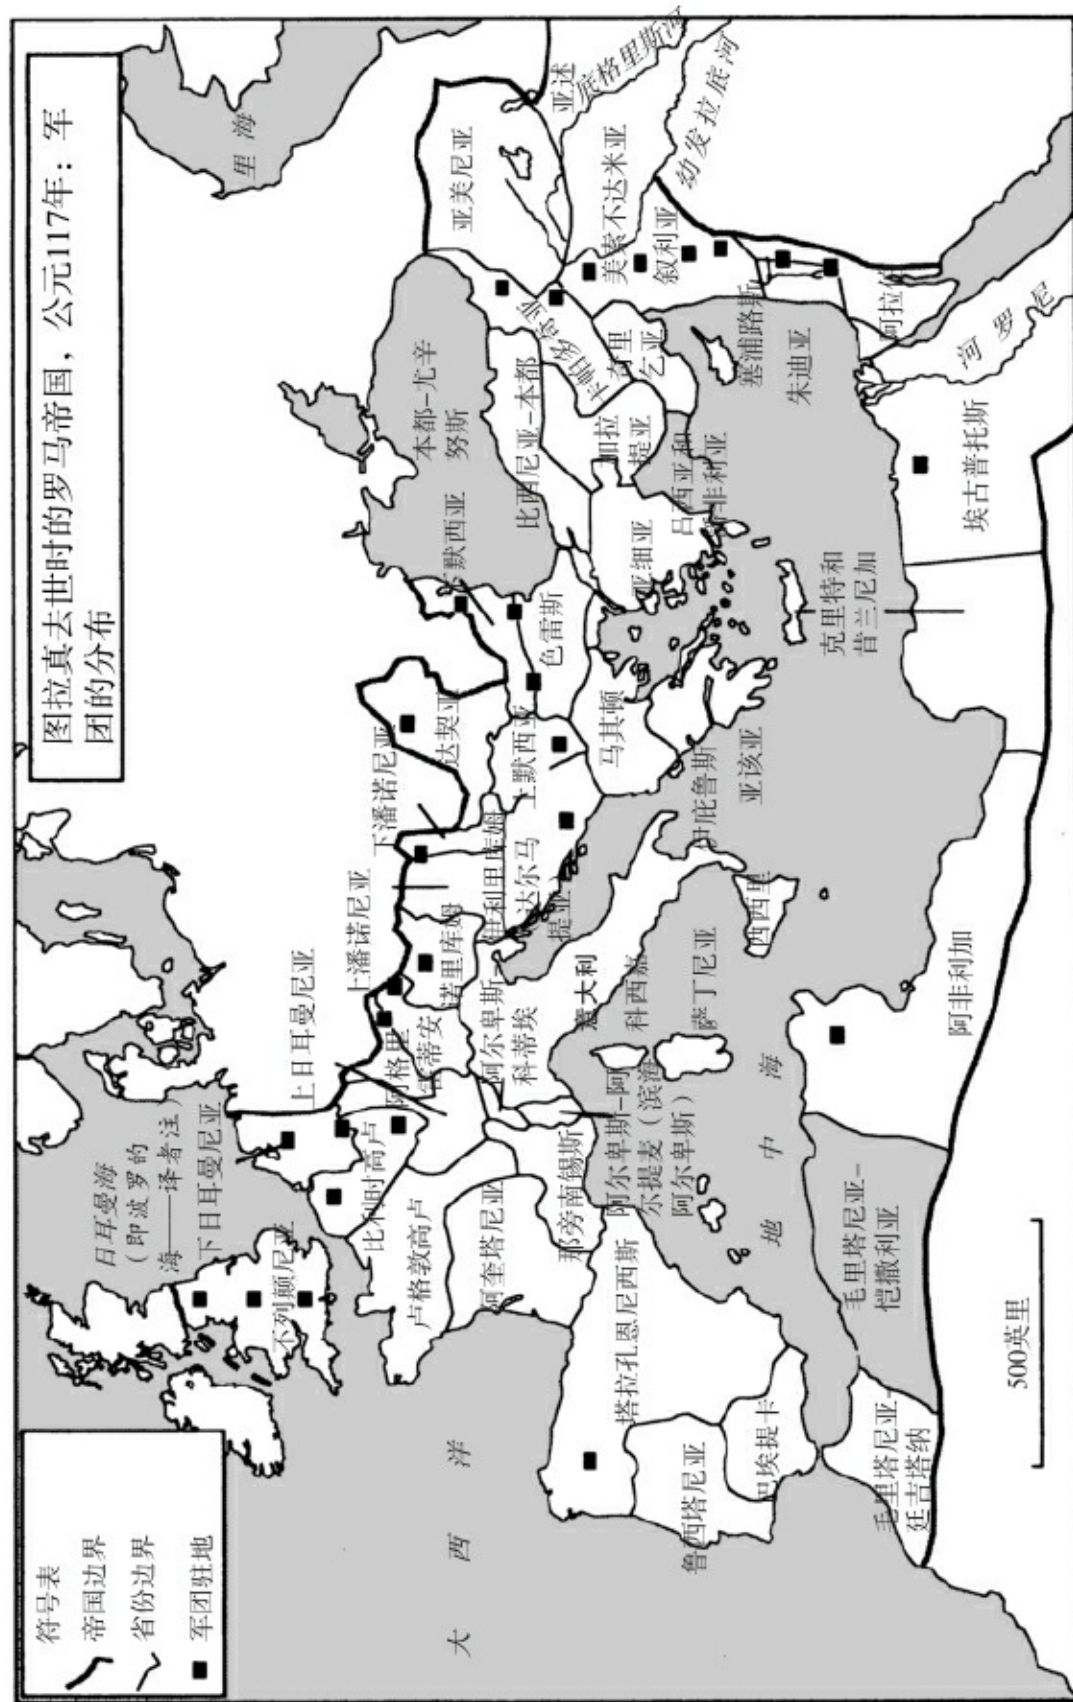 图拉真去世时的罗马帝国，公元117年：军
团的分布
符号表
帝国边界
省份边界
军团驻地
里海
亚美尼亚
亚述
底格里斯河
美索不达米亚
幼发拉底河
叙利亚
卡帕多西亚
奇里
乞亚
塞浦路斯
朱迪亚
阿拉伯
河罗尼
埃古普托斯
本都-尤辛
努斯
比西尼亚-本都
加拉
提亚
吕西亚和
潘非利亚
亚细亚
下默西亚
色雷斯
克里特和
昔兰尼加
达契亚
上默西亚
马其顿
伊庇鲁斯
亚该亚
下潘诺尼亚
上潘诺尼亚
诺里库姆
达尔马
提亚）
意大利
西西里
科西嘉
萨丁尼亚
阿非利加
上日耳曼尼亚
阿格里
雷蒂安
阿尔卑斯-
科蒂埃
阿尔卑斯-阿
尔提麦（滨海
阿尔卑斯）
地中海
日耳曼海
（即波罗的
海——译者注）
下日耳曼尼亚
不列颠尼亚
比利时高卢
卢格敦高卢
阿奎塔尼亚
那旁南锡斯
塔拉孔恩尼西斯
鲁西塔尼亚
巴埃提卡
毛里塔尼亚-
恺撒利亚
毛里塔尼亚-
廷吉塔纳
大西洋
500英里